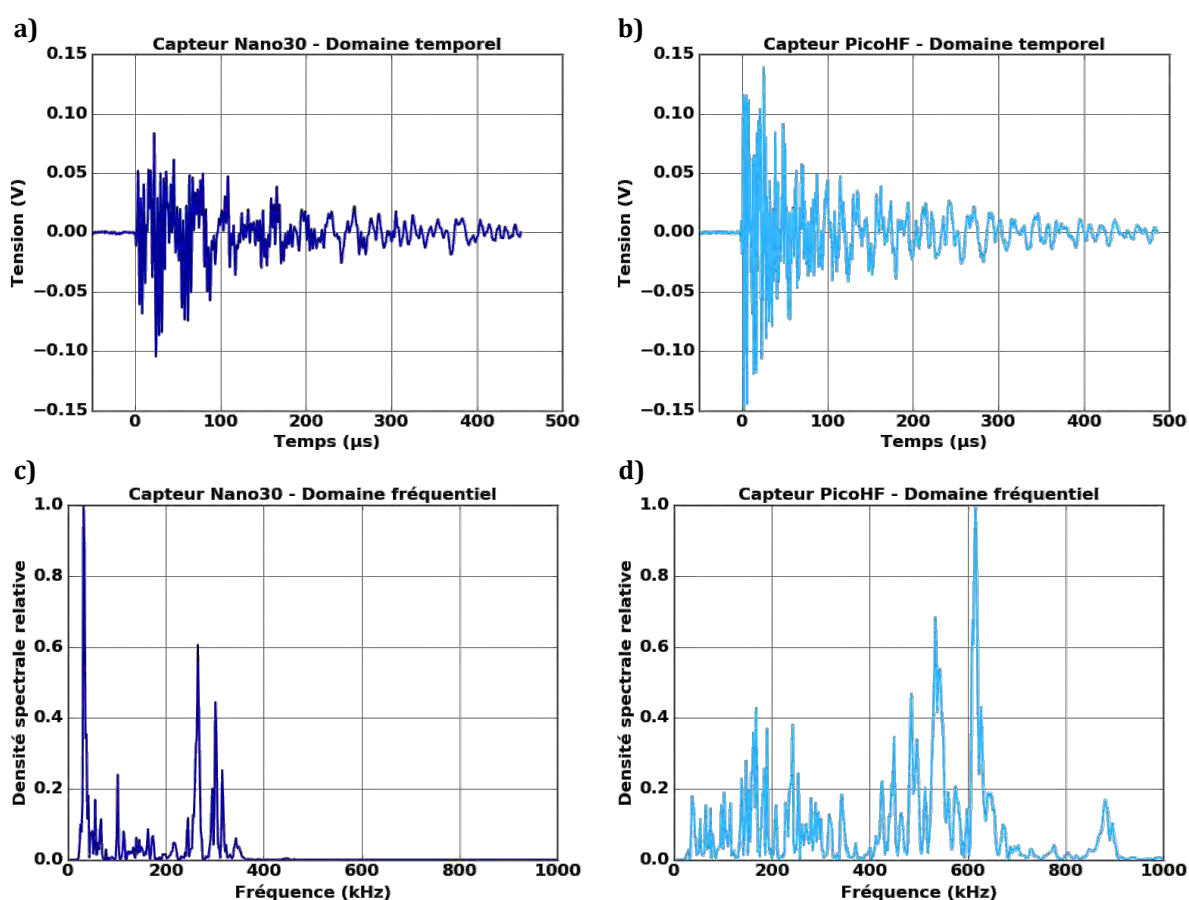 a)
Capteur Nano30 - Domaine temporel
0.15
0.10
0.05
0.00
−0.05
−0.10
−0.15
Tension (V)
0 100 200 300 400 500
Temps (µs)
b)
Capteur PicoHF - Domaine temporel
0.15
0.10
0.05
0.00
−0.05
−0.10
−0.15
Tension (V)
0 100 200 300 400 500
Temps (µs)
c)
Capteur Nano30 - Domaine fréquentiel
1.0
0.8
0.6
0.4
0.2
0.0
Densité spectrale relative
0 200 400 600 800 1000
Fréquence (kHz)
d)
Capteur PicoHF - Domaine fréquentiel
1.0
0.8
0.6
0.4
0.2
0.0
Densité spectrale relative
0 200 400 600 800 1000
Fréquence (kHz)